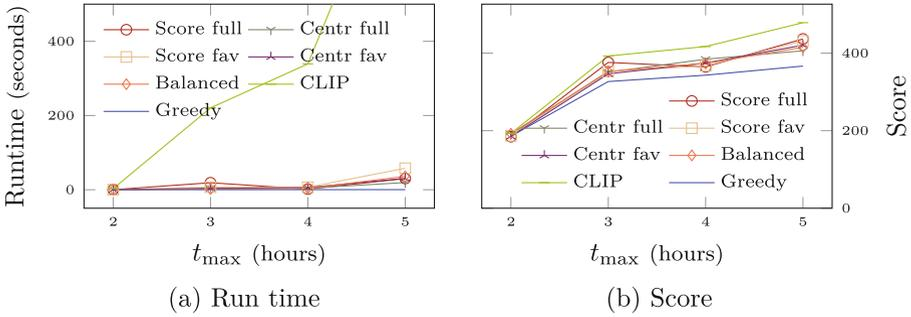 Runtime (seconds)
400
200
0
Score full
Centr full
Score fav
Centr fav
Balanced
CLIP
Greedy
2
3
4
5
t_max (hours)
(a) Run time
Score
400
200
0
Score full
Centr full
Score fav
Centr fav
Balanced
CLIP
Greedy
2
3
4
5
t_max (hours)
(b) Score